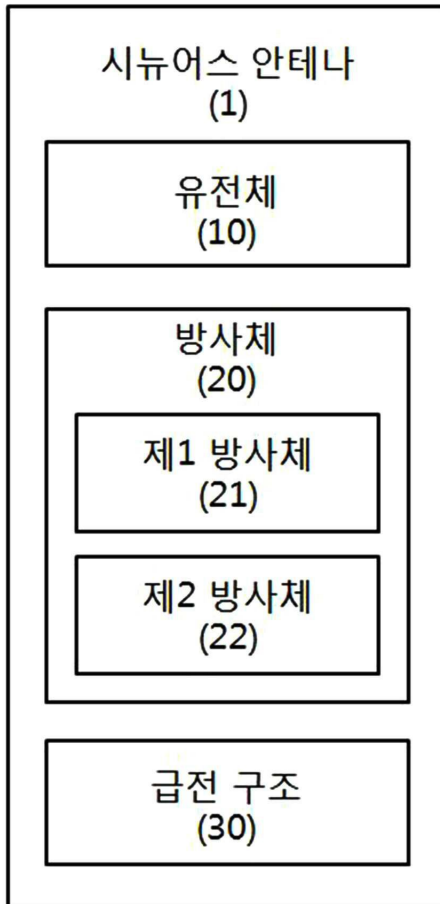 시뉴어스 안테나
(1)
유전체
(10)
방사체
(20)
제1 방사체
(21)
제2 방사체
(22)
급전 구조
(30)